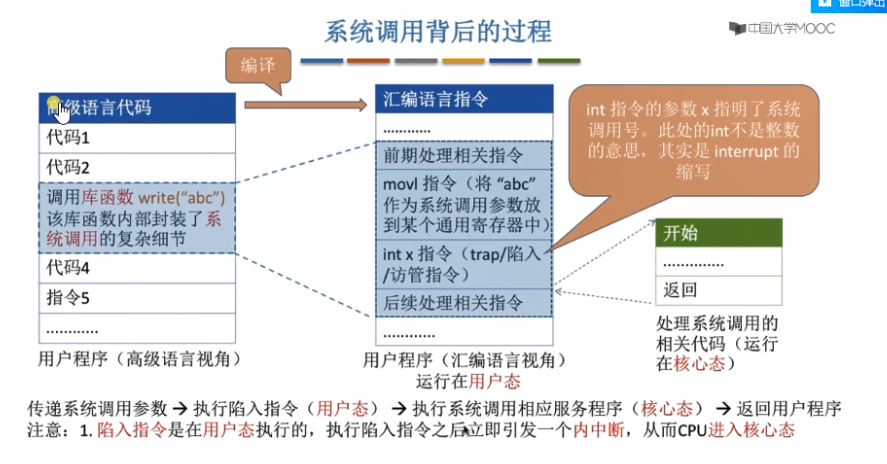 窗口弹出
系统调用背后的过程
中国大学MOOC
编译
高级语言代码
代码1
代码2
调用库函数 write("abc")
该库函数内部封装了系
统调用的复杂细节
代码4
指令5
............
用户程序（高级语言视角）
汇编语言指令
............
前期处理相关指令
movl 指令（将 "abc"
作为系统调用参数放
到某个通用寄存器中）
int x 指令（trap/陷入
/访管指令）
后续处理相关指令
............
用户程序（汇编语言视角）
运行在用户态
int 指令的参数 x 指明了系统
调用号。此处的int不是整数
的意思，其实是 interrupt 的
缩写
开始
..............
返回
处理系统调用的
相关代码（运行
在核心态）
传递系统调用参数 → 执行陷入指令（用户态） → 执行系统调用相应服务程序（核心态） → 返回用户程序
注意：1. 陷入指令是在用户态执行的，执行陷入指令之后立即引发一个内中断，从而CPU进入核心态